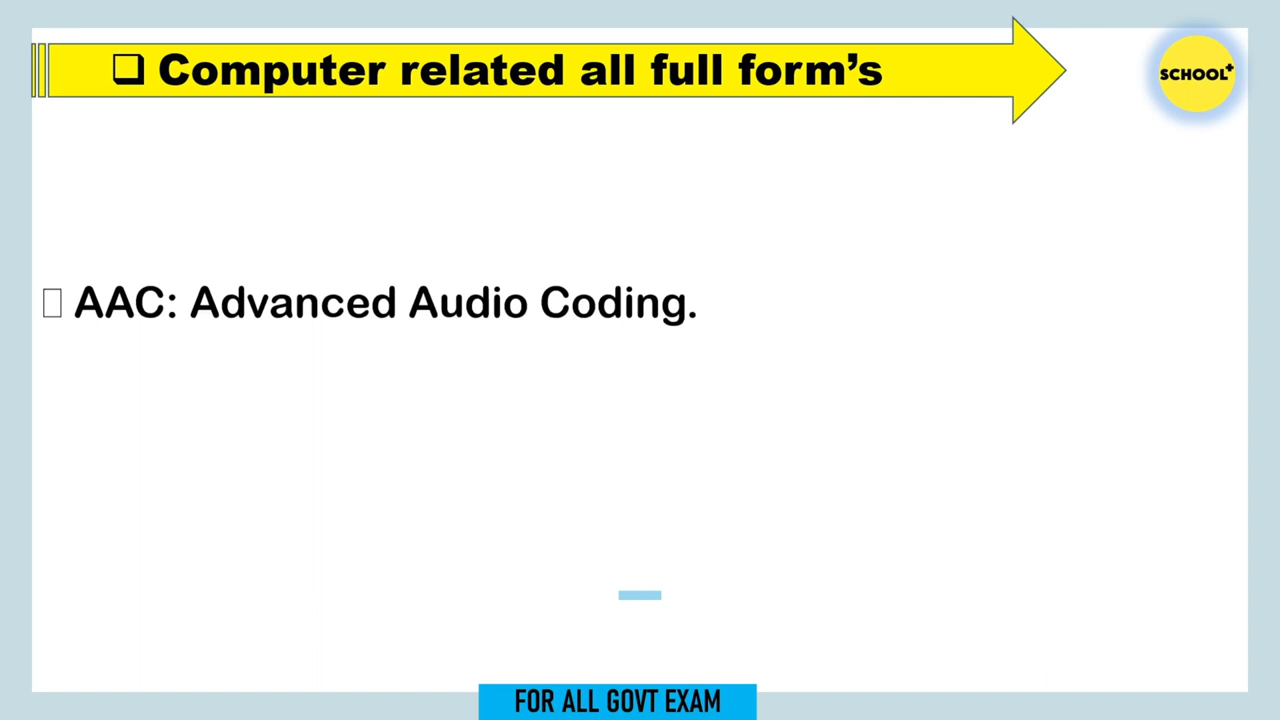 Computer related all full form’s
SCHOOL+
AAC: Advanced Audio Coding.
FOR ALL GOVT EXAM